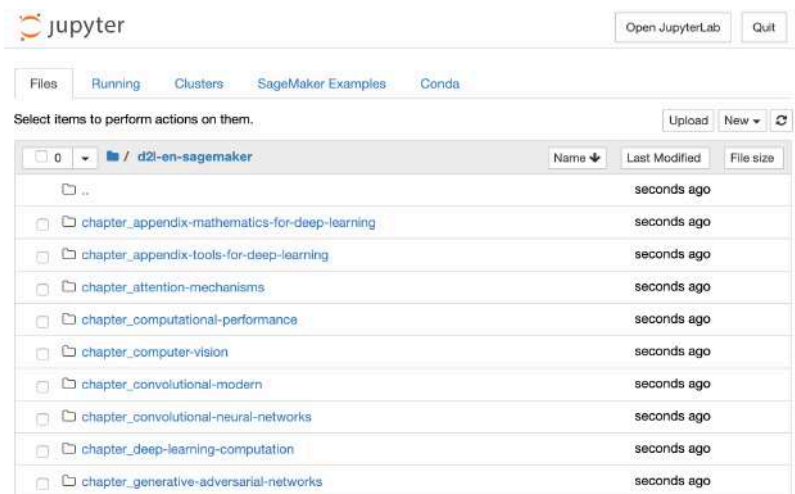 jupyter Open JupyterLab Quit
Files Running Clusters SageMaker Examples Conda
Select items to perform actions on them. Upload New
0 / d2l-en-sagemaker Name Last Modified File size
.. seconds ago
chapter_appendix-mathematics-for-deep-learning seconds ago
chapter_appendix-tools-for-deep-learning seconds ago
chapter_attention-mechanisms seconds ago
chapter_computational-performance seconds ago
chapter_computer-vision seconds ago
chapter_convolutional-modern seconds ago
chapter_convolutional-neural-networks seconds ago
chapter_deep-learning-computation seconds ago
chapter_generative-adversarial-networks seconds ago